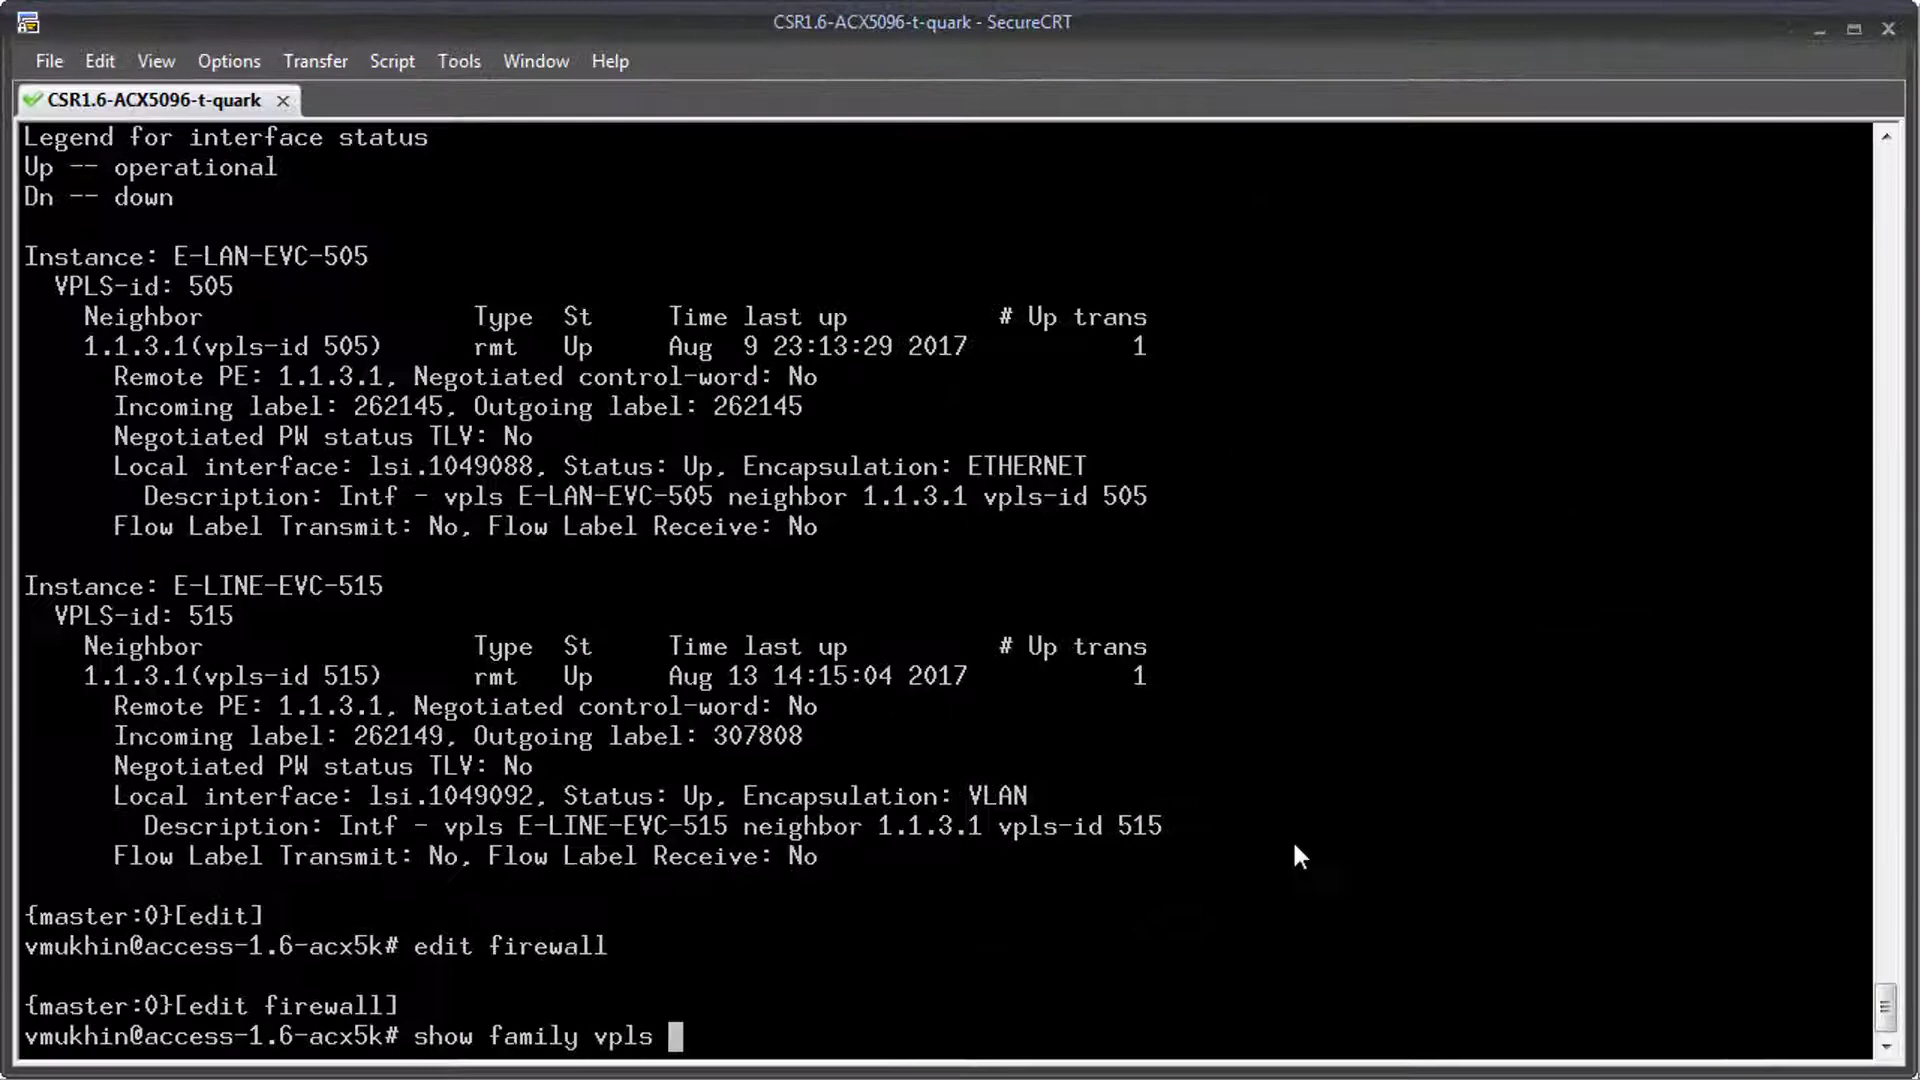 CSR1.6-ACX5096-t-quark - SecureCRT
File Edit View Options Transfer Script Tools Window Help
CSR1.6-ACX5096-t-quark
Legend for interface status
Up -- operational
Dn -- down
Instance: E-LAN-EVC-505
VPLS-id: 505
Neighbor Type St Time last up # Up trans
1.1.3.1(vpls-id 505) rmt Up Aug 9 23:13:29 2017 1
Remote PE: 1.1.3.1, Negotiated control-word: No
Incoming label: 262145, Outgoing label: 262145
Negotiated PW status TLV: No
Local interface: lsi.1049088, Status: Up, Encapsulation: ETHERNET
Description: Intf - vpls E-LAN-EVC-505 neighbor 1.1.3.1 vpls-id 505
Flow Label Transmit: No, Flow Label Receive: No
Instance: E-LINE-EVC-515
VPLS-id: 515
Neighbor Type St Time last up # Up trans
1.1.3.1(vpls-id 515) rmt Up Aug 13 14:15:04 2017 1
Remote PE: 1.1.3.1, Negotiated control-word: No
Incoming label: 262149, Outgoing label: 307808
Negotiated PW status TLV: No
Local interface: lsi.1049092, Status: Up, Encapsulation: VLAN
Description: Intf - vpls E-LINE-EVC-515 neighbor 1.1.3.1 vpls-id 515
Flow Label Transmit: No, Flow Label Receive: No
{master:0}[edit]
vmukhin@access-1.6-acx5k# edit firewall
{master:0}[edit firewall]
vmukhin@access-1.6-acx5k# show family vpls